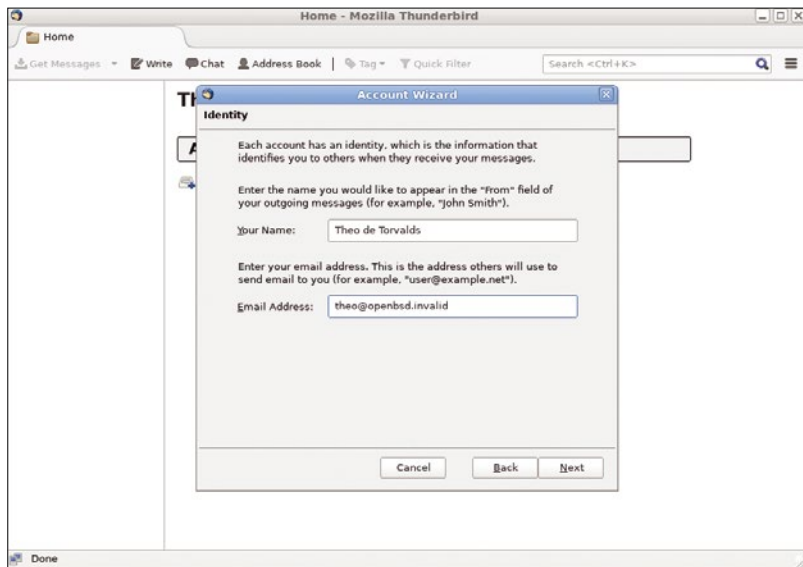 Home - Mozilla Thunderbird
Home
Get Messages Write Chat Address Book Tag Quick Filter Search <Ctrl+K>
Th
Account Wizard
Identity
A
Each account has an identity, which is the information that
identifies you to others when they receive your messages.
Enter the name you would like to appear in the "From" field of
your outgoing messages (for example, "John Smith").
Your Name: Theo de Torvalds
Enter your email address. This is the address others will use to
send email to you (for example, "user@example.net").
Email Address: theo@openbsd.invalid
Cancel Back Next
Done